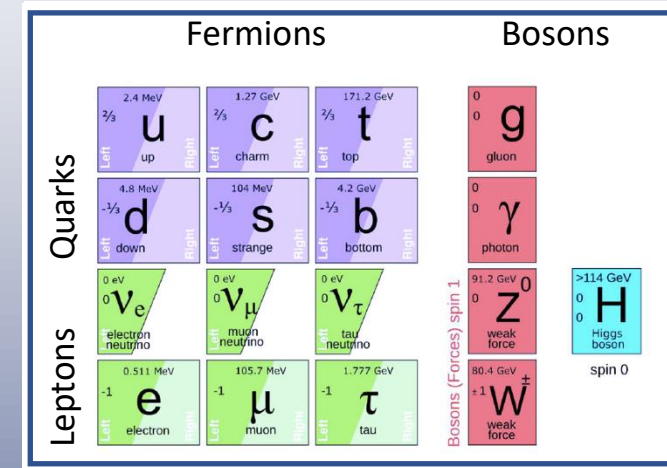 Fermions
Bosons
Quarks
Leptons
2.4 MeV
⅔
u
up
Left
Right
1.27 GeV
⅔
c
charm
Left
Right
171.2 GeV
⅔
t
top
Left
Right
0
0
g
gluon
4.8 MeV
-⅓
d
down
Left
Right
104 MeV
-⅓
s
strange
Left
Right
4.2 GeV
-⅓
b
bottom
Left
Right
0
0
γ
photon
0 eV
0
νe
electron
neutrino
Left
0 eV
0
νμ
muon
neutrino
Left
0 eV
0
ντ
tau
neutrino
Left
91.2 GeV
0
Z0
weak
force
>114 GeV
0
0
H
Higgs
boson
spin 0
0.511 MeV
-1
e
electron
Left
Right
105.7 MeV
-1
μ
muon
Left
Right
1.777 GeV
-1
τ
tau
Left
Right
80.4 GeV
±1
W±
weak
force
Bosons (Forces) spin 1